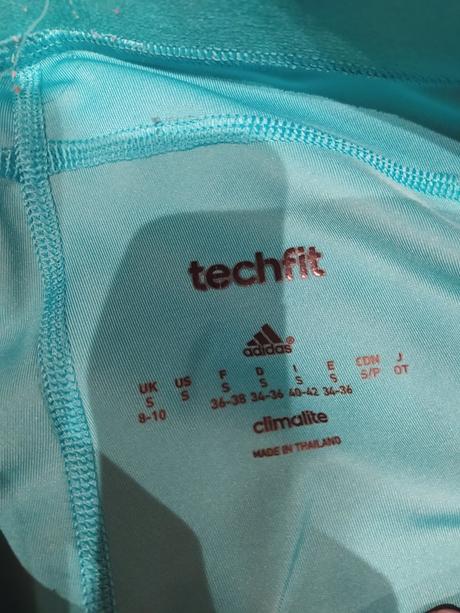 techfit
adidas®
UK US F D I E CDN J
S S S S S S S/P OT
8-10 36-38 34-36 40-42 34-36
climalite
MADE IN THAILAND